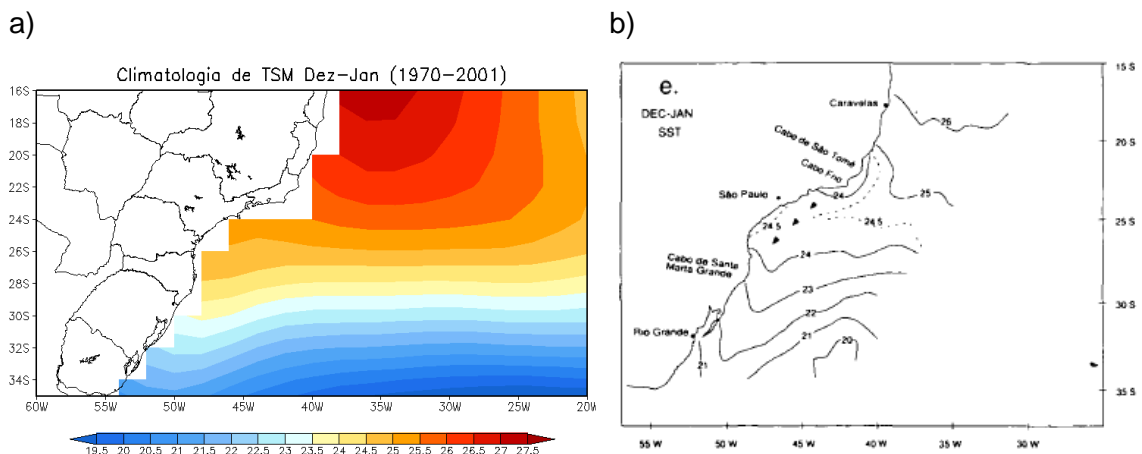 a)
Climatologia de TSM Dez-Jan (1970-2001)
16S
18S
20S
22S
24S
26S
28S
30S
32S
34S
60W 55W 50W 45W 40W 35W 30W 25W 20W
19.5 20 20.5 21 21.5 22 22.5 23 23.5 24 24.5 25 25.5 26 26.5 27 27.5
b)
e.
DEC-JAN
SST
15 S
Caravelas
26
20 S
Cabo de São Tomé
Cabo Frio
São Paulo
24
25
24.5
24.5
25 S
24
Cabo de Santa
Marta Grande
23
22
30 S
21
Rio Grande
20
21
35 S
55 W 50 W 45 W 40 W 35 W 30 W